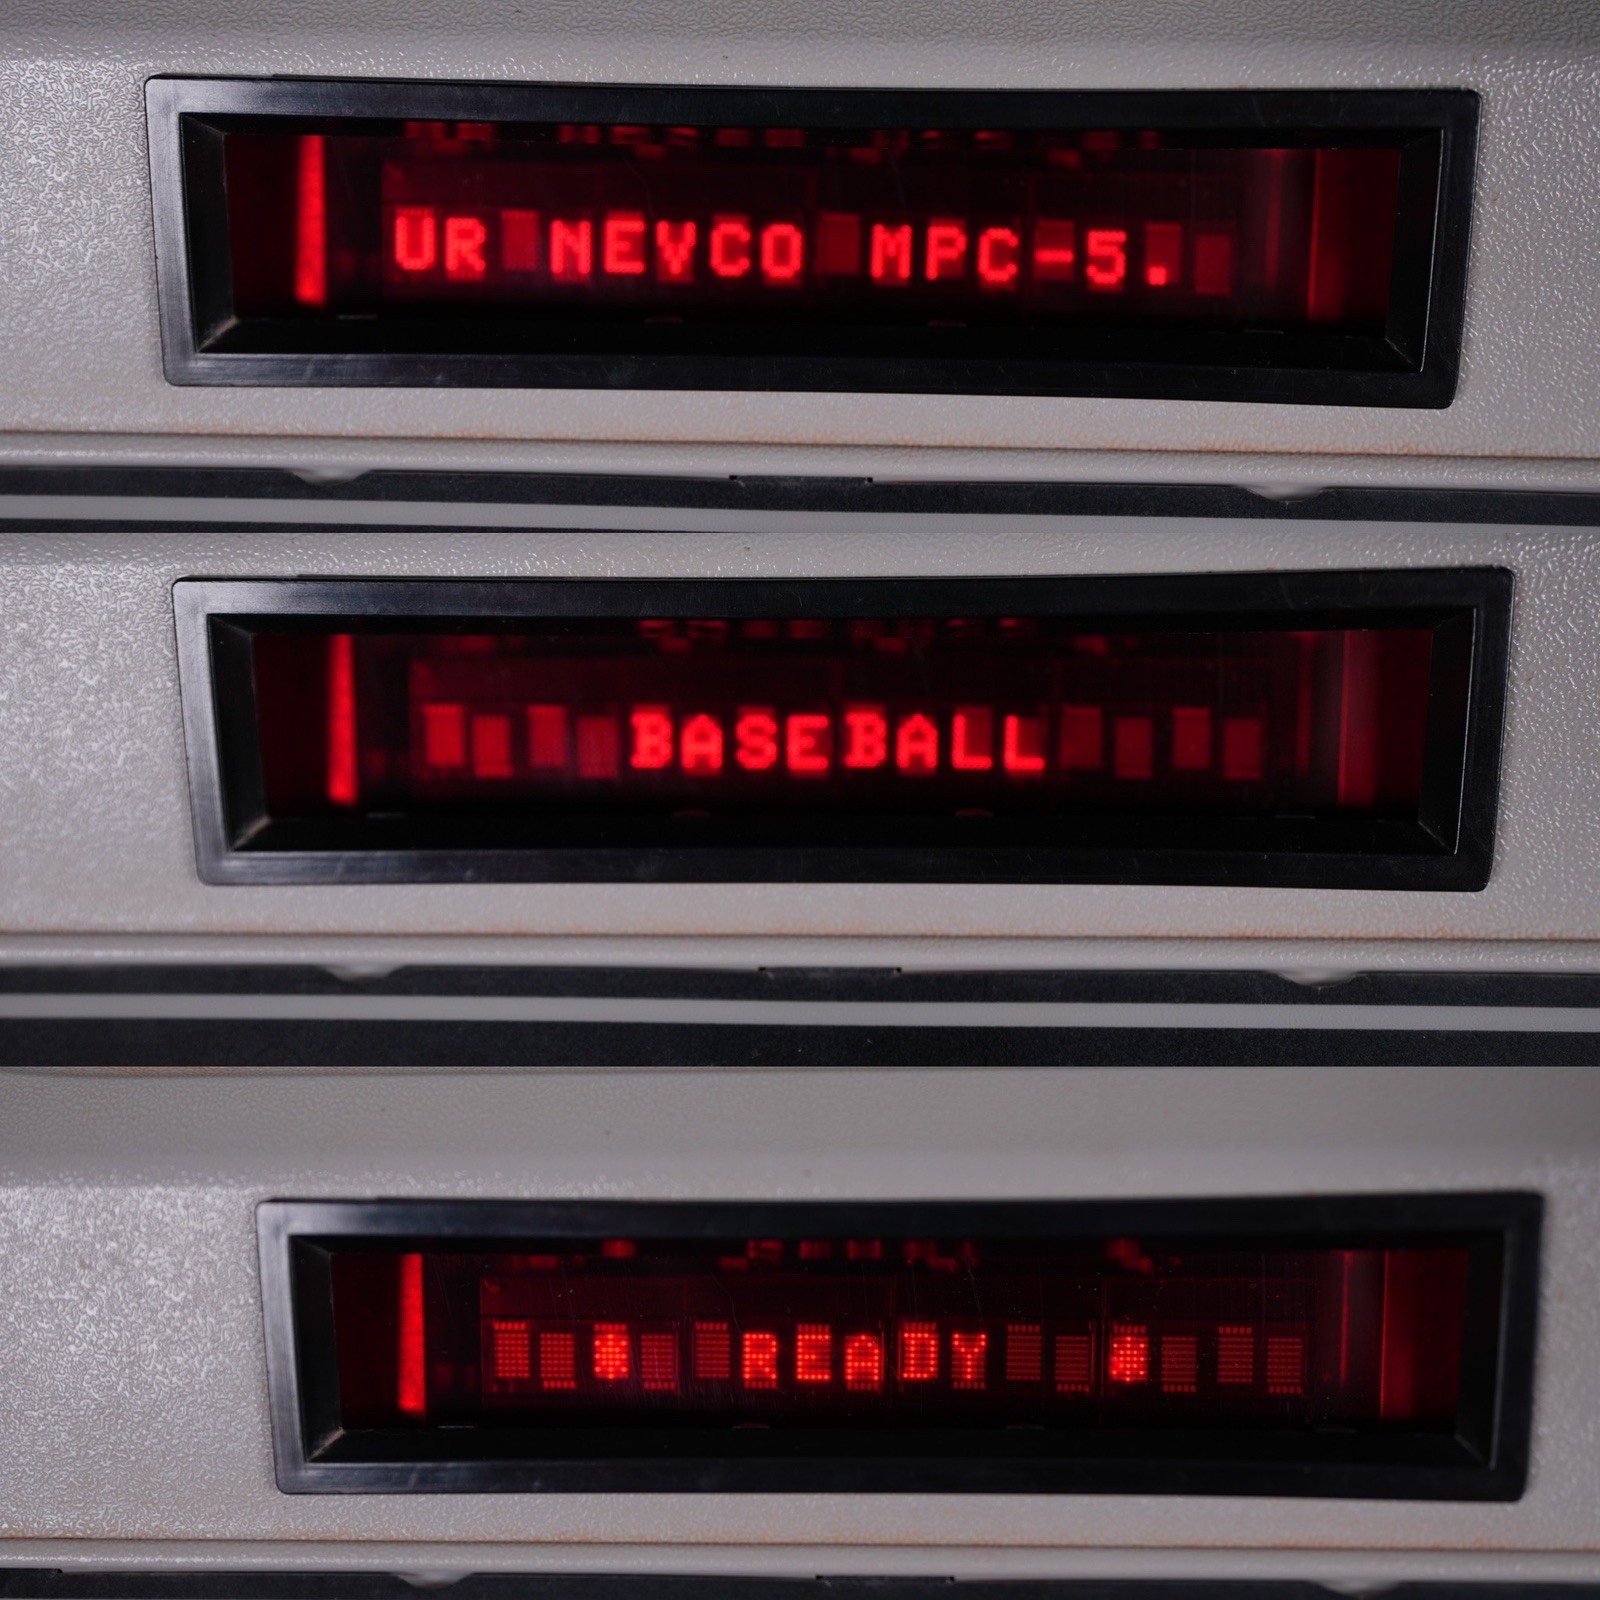 UR NEVCO MPC-5.
BASEBALL
* READY *